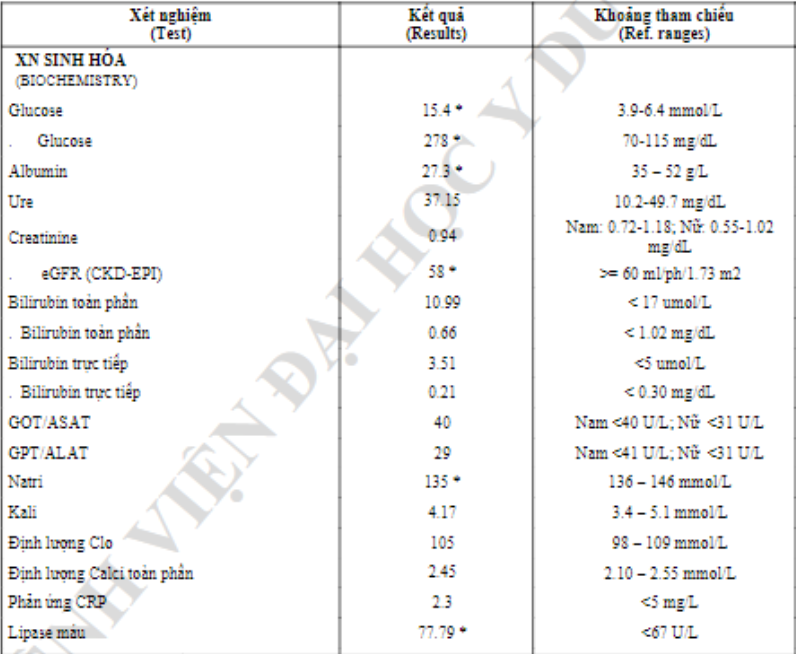 Xét nghiệm Kết quả Khoảng tham chiếu
(Test) (Results) (Ref. ranges)
XN SINH HÓA
(BIOCHEMISTRY)
Glucose 15.4 * 3.9-6.4 mmol/L
. Glucose 278 * 70-115 mg/dL
Albumin 27.3 * 35 – 52 g/L
Ure 37.15 10.2-49.7 mg/dL
Creatinine 0.94 Nam: 0.72-1.18; Nữ: 0.55-1.02
mg/dL
. eGFR (CKD-EPI) 58 * >= 60 ml/ph/1.73 m2
Bilirubin toàn phần 10.99 < 17 umol/L
. Bilirubin toàn phần 0.66 < 1.02 mg/dL
Bilirubin trực tiếp 3.51 <5 umol/L
. Bilirubin trực tiếp 0.21 < 0.30 mg/dL
GOT/ASAT 40 Nam <40 U/L; Nữ <31 U/L
GPT/ALAT 29 Nam <41 U/L; Nữ <31 U/L
Natri 135 * 136 – 146 mmol/L
Kali 4.17 3.4 – 5.1 mmol/L
Định lượng Clo 105 98 – 109 mmol/L
Định lượng Calci toàn phần 2.45 2.10 – 2.55 mmol/L
Phản ứng CRP 2.3 <5 mg/L
Lipase máu 77.79 * <67 U/L
VIỆN ĐẠI HỌC Y